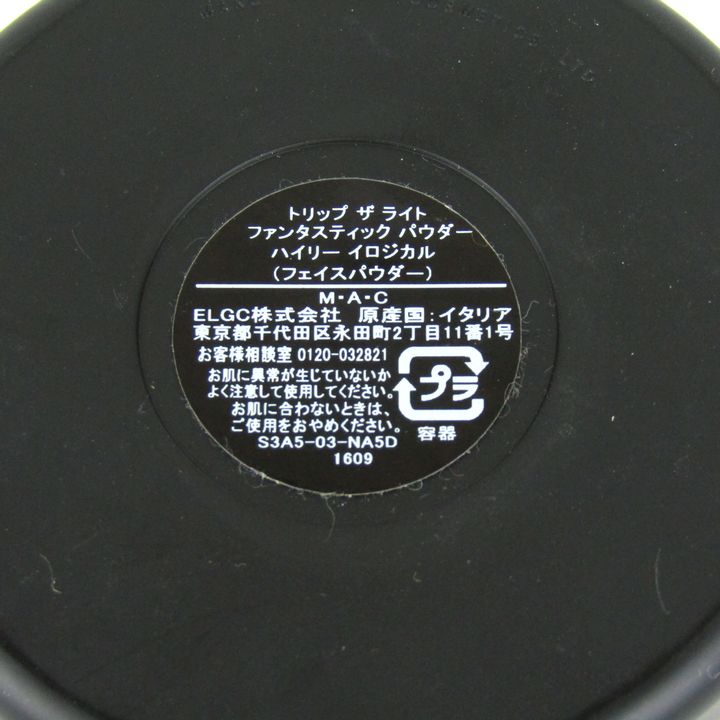 MAKE
COSMETICS LTD
トリップ ザ ライト
ファンタスティック パウダー
ハイリー イロジカル
(フェイスパウダー)
M・A・C
ELGC株式会社 原産国:イタリア
東京都千代田区永田町2丁目11番1号
お客様相談室 0120-032821
お肌に異常が生じていないか
よく注意して使用してください。
お肌に合わないときは、
ご使用をおやめください。
プラ
容器
S3A5-03-NA5D
1609